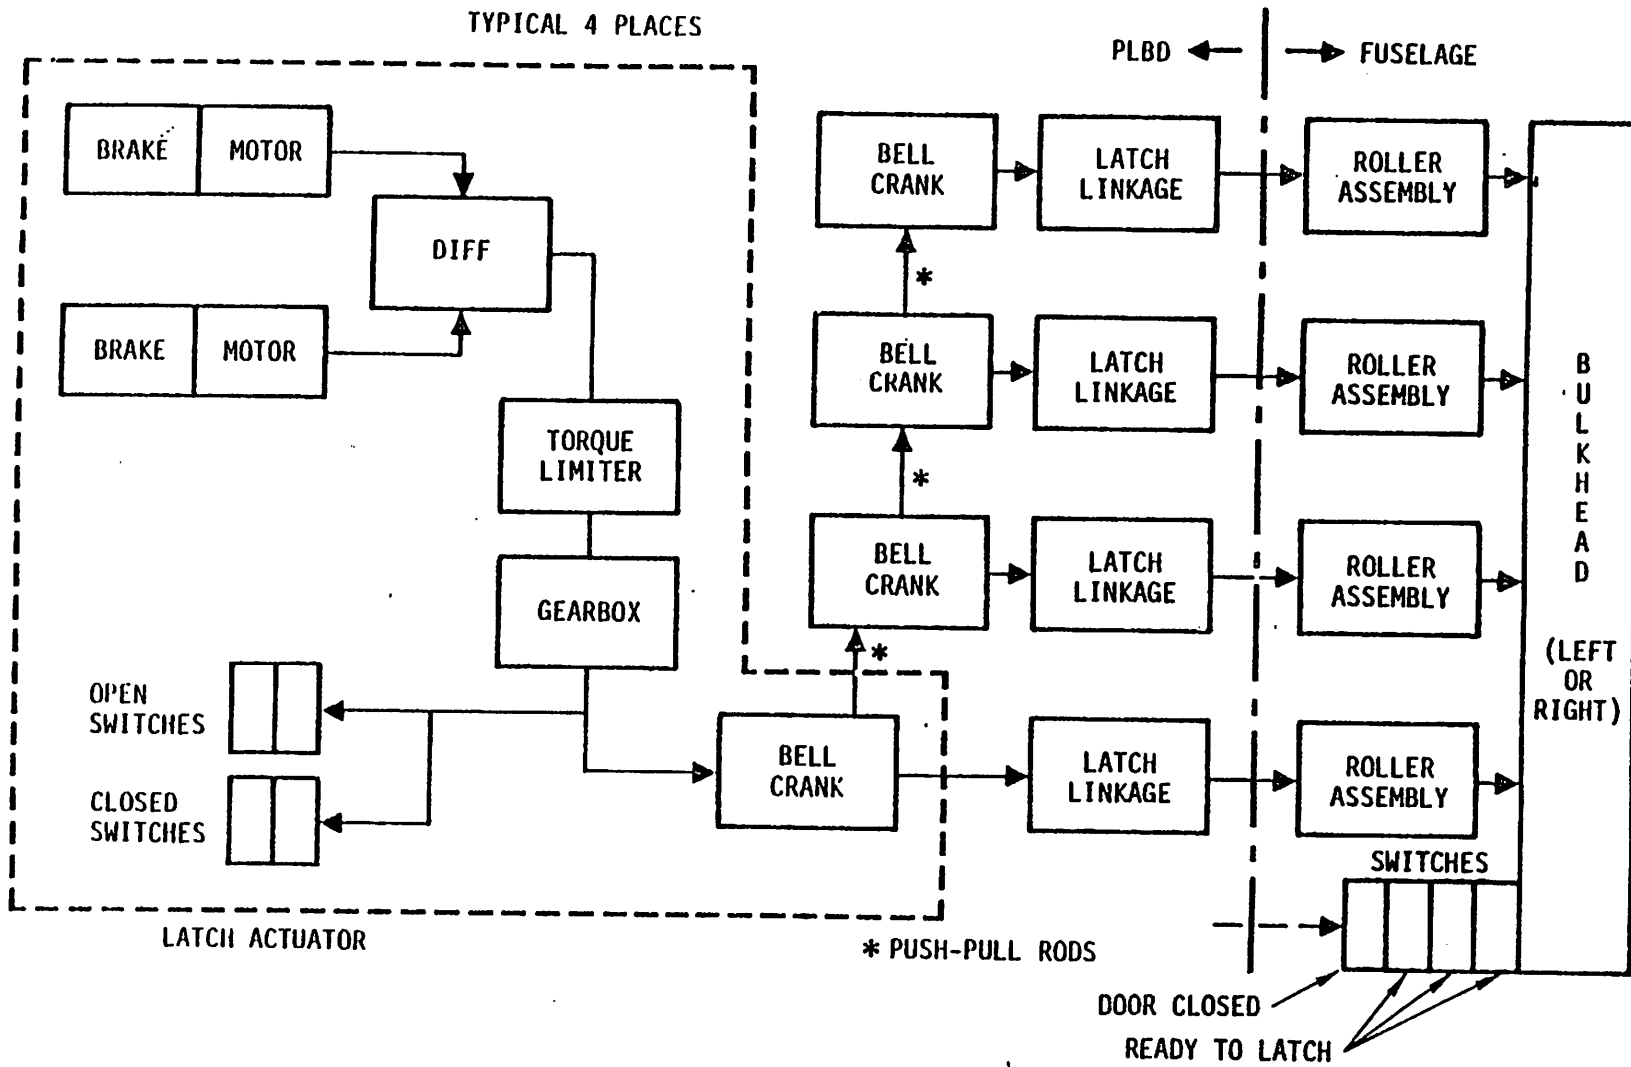 TYPICAL 4 PLACES
PLBD
FUSELAGE
BRAKE
MOTOR
DIFF
BRAKE
MOTOR
TORQUE
LIMITER
GEARBOX
OPEN
SWITCHES
CLOSED
SWITCHES
BELL
CRANK
LATCH ACTUATOR
BELL
CRANK
LATCH
LINKAGE
ROLLER
ASSEMBLY
*
BELL
CRANK
LATCH
LINKAGE
ROLLER
ASSEMBLY
*
BELL
CRANK
LATCH
LINKAGE
ROLLER
ASSEMBLY
*
LATCH
LINKAGE
ROLLER
ASSEMBLY
BULKHEAD
(LEFT
OR
RIGHT)
SWITCHES
* PUSH-PULL RODS
DOOR CLOSED
READY TO LATCH